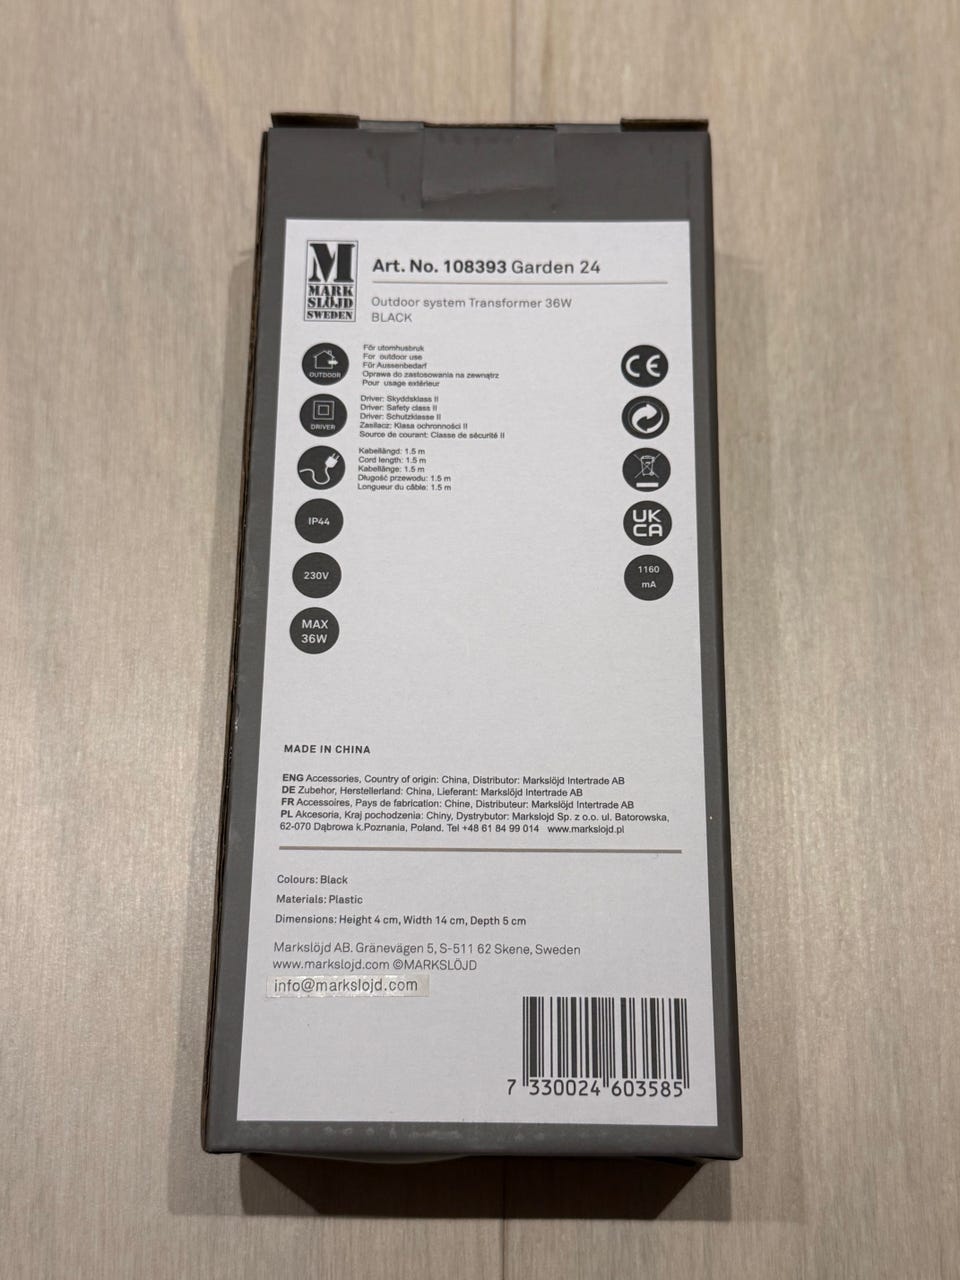 M
MARK
SLÖJD
SWEDEN
Art. No. 108393 Garden 24
Outdoor system Transformer 36W
BLACK
OUTDOOR
För utomhusbruk
For outdoor use
Für Aussenbedarf
Oprawa do zastosowania na zewnątrz
Pour usage extérieur
DRIVER
Driver: Skyddsklass II
Driver: Safety class II
Driver: Schutzklasse II
Zasilacz: Klasa ochronności II
Source de courant: Classe de sécurité II
Kabellängd: 1.5 m
Cord length: 1.5 m
Kabellänge: 1.5 m
Długość przewodu: 1.5 m
Longueur du câble: 1.5 m
IP44
230V
MAX
36W
CE
UK
CA
1160
mA
MADE IN CHINA
ENG Accessories, Country of origin: China, Distributor: Markslöjd Intertrade AB
DE Zubehor, Herstellerland: China, Lieferant: Markslöjd Intertrade AB
FR Accessoires, Pays de fabrication: Chine, Distributeur: Markslöjd Intertrade AB
PL Akcesoria, Kraj pochodzenia: Chiny, Dystrybutor: Markslojd Sp. z o.o. ul. Batorowska,
62-070 Dąbrowa k.Poznania, Poland. Tel +48 61 84 99 014 www.markslojd.pl
Colours: Black
Materials: Plastic
Dimensions: Height 4 cm, Width 14 cm, Depth 5 cm
Markslöjd AB. Gränevägen 5, S-511 62 Skene, Sweden
www.markslojd.com ©MARKSLÖJD
info@markslojd.com
7 330024 603585